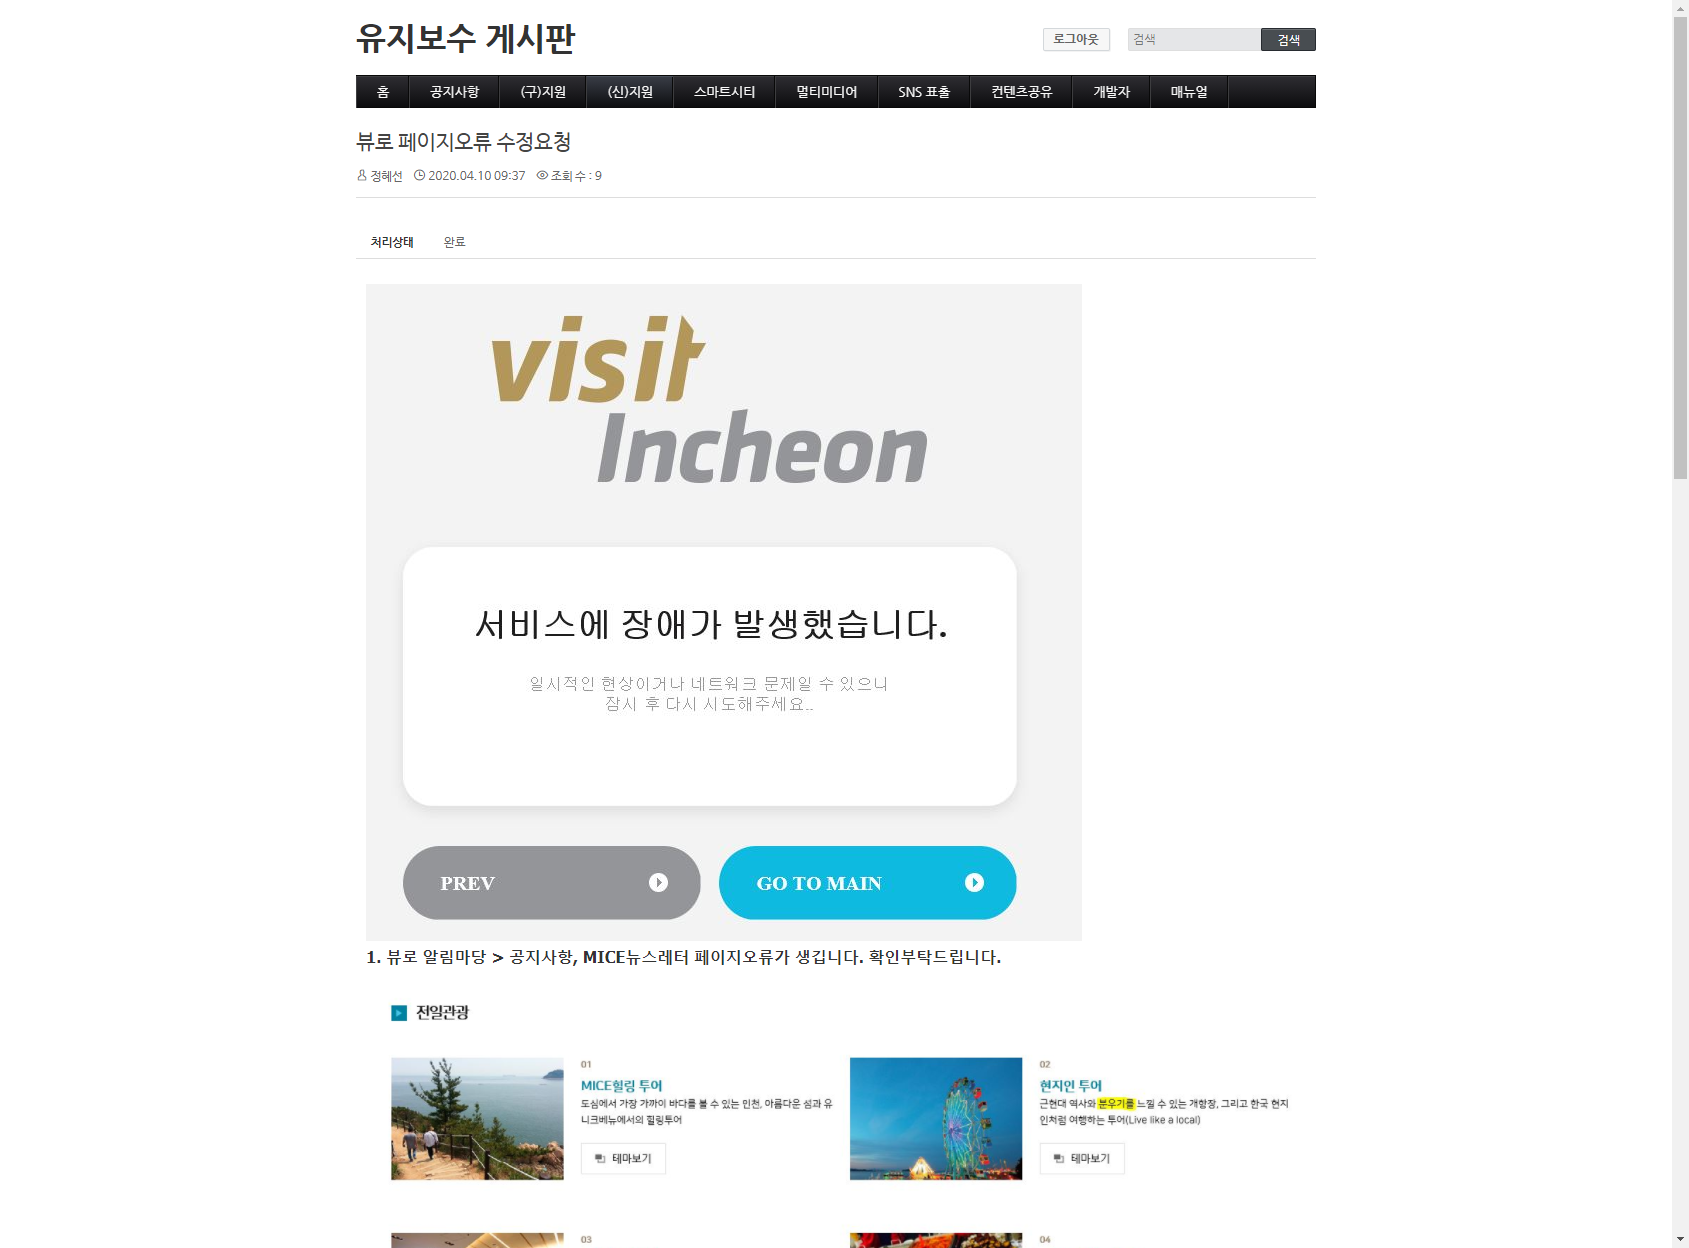 유지보수 게시판
로그아웃
검색
검색
홈 공지사항 (구)지원 (신)지원 스마트시티 멀티미디어 SNS 표출 컨텐츠공유 개발자 매뉴얼
뷰로 페이지오류 수정요청
정혜선 2020.04.10 09:37 조회 수 : 9
처리상태 완료
visit
Incheon
서비스에 장애가 발생했습니다.
일시적인 현상이거나 네트워크 문제일 수 있으니
잠시 후 다시 시도해주세요..
PREV
GO TO MAIN
1. 뷰로 알림마당 > 공지사항, MICE뉴스레터 페이지오류가 생깁니다. 확인부탁드립니다.
전일관광
01
MICE힐링 투어
도심에서 가장 가까이 바다를 볼 수 있는 인천, 아름다운 섬과 유
니크베뉴에서의 힐링투어
테마보기
02
현지인 투어
근현대 역사와 분우기를 느낄 수 있는 개항장, 그리고 한국 현지
인처럼 여행하는 투어(Live like a local)
테마보기
03
04